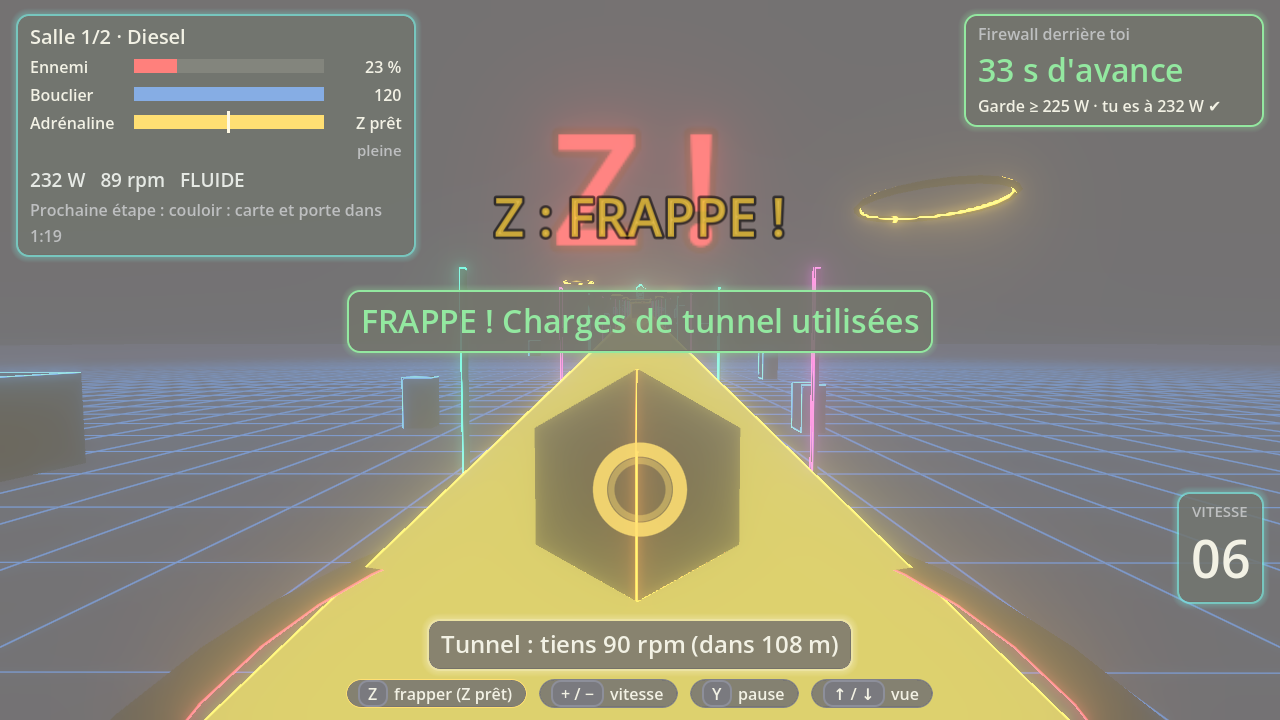 Salle 1/2 · Diesel
Ennemi 23 %
Bouclier 120
Adrénaline Z prêt
pleine
232 W 89 rpm FLUIDE
Prochaine étape : couloir : carte et porte dans
1:19
Firewall derrière toi
33 s d'avance
Garde ≥ 225 W · tu es à 232 W ✔
Z !
Z : FRAPPE !
FRAPPE ! Charges de tunnel utilisées
VITESSE
06
Tunnel : tiens 90 rpm (dans 108 m)
Z frapper (Z prêt) + / − vitesse Y pause ↑ / ↓ vue